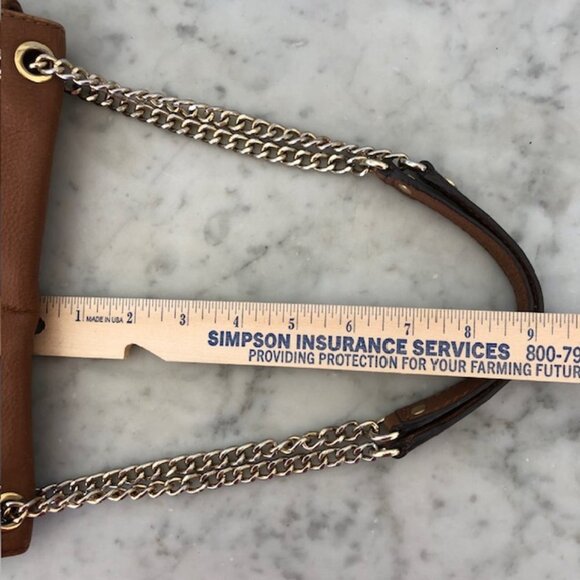 1 MADE IN USA 2 3 4 5 6 7 8 9
SIMPSON INSURANCE SERVICES 800-79
PROVIDING PROTECTION FOR YOUR FARMING FUTUR